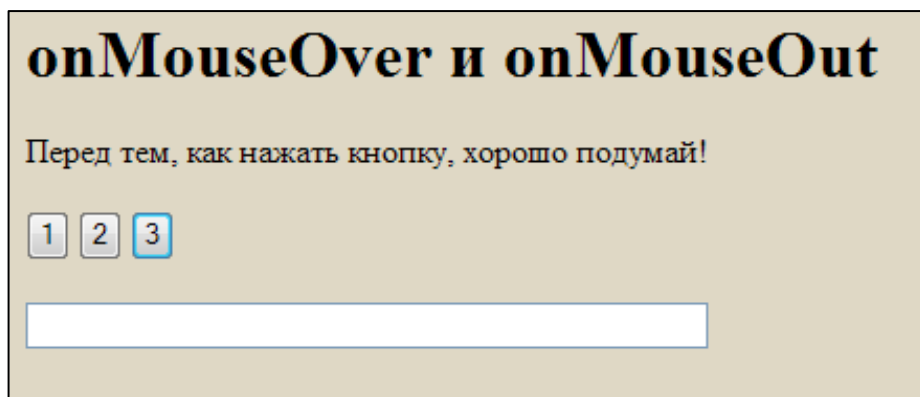 onMouseOver и onMouseOut
Перед тем, как нажать кнопку, хорошо подумай!
1 2 3